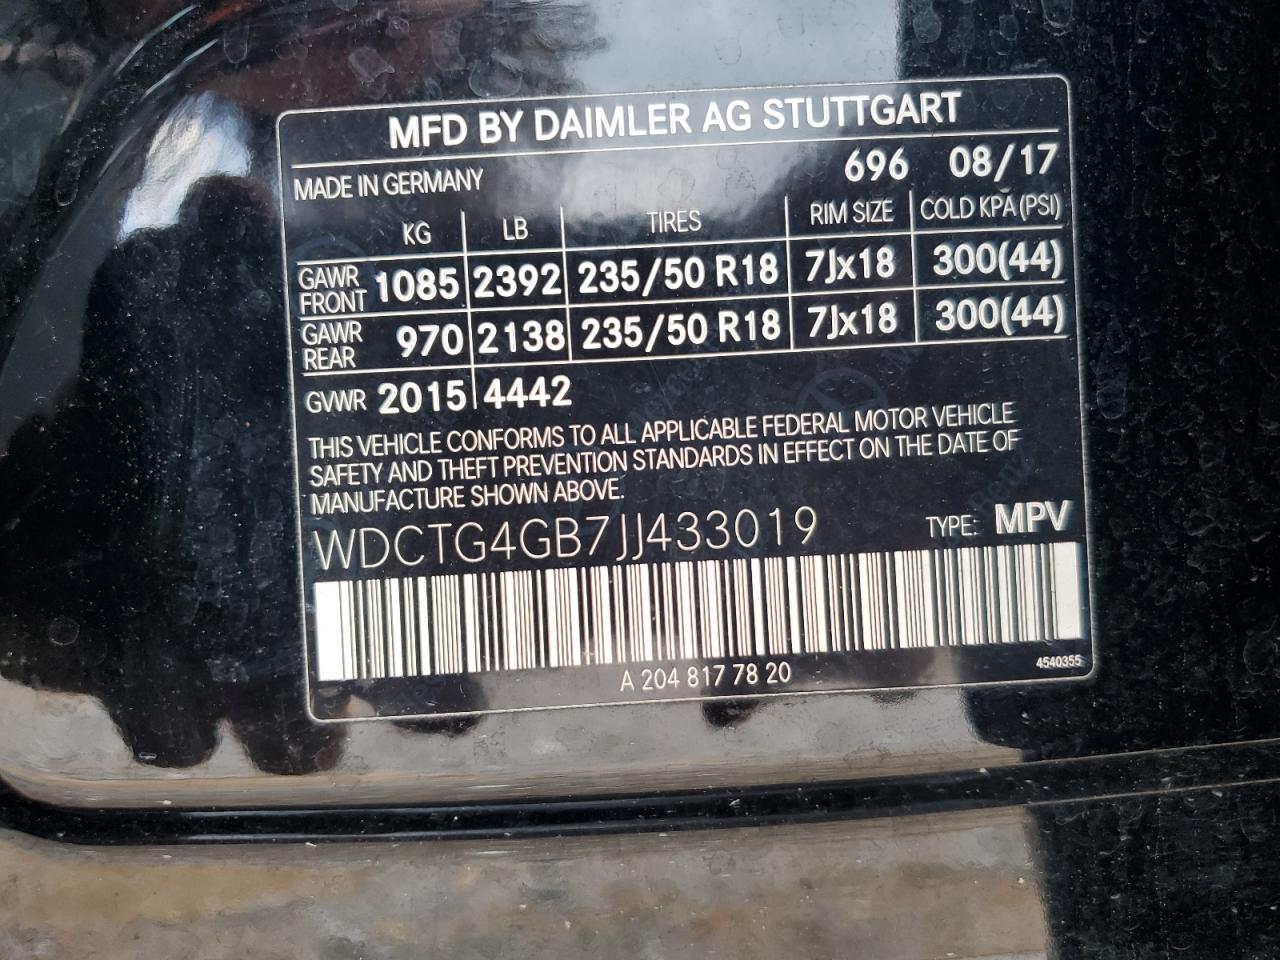 MFD BY DAIMLER AG STUTTGART
MADE IN GERMANY 696 08/17
KG LB TIRES RIM SIZE COLD KPA (PSI)
GAWR FRONT 1085 2392 235/50 R18 7Jx18 300(44)
GAWR REAR 970 2138 235/50 R18 7Jx18 300(44)
GVWR 2015 4442
THIS VEHICLE CONFORMS TO ALL APPLICABLE FEDERAL MOTOR VEHICLE
SAFETY AND THEFT PREVENTION STANDARDS IN EFFECT ON THE DATE OF
MANUFACTURE SHOWN ABOVE.
WDCTG4GB7JJ433019 TYPE: MPV
A 204 817 78 20 4540355